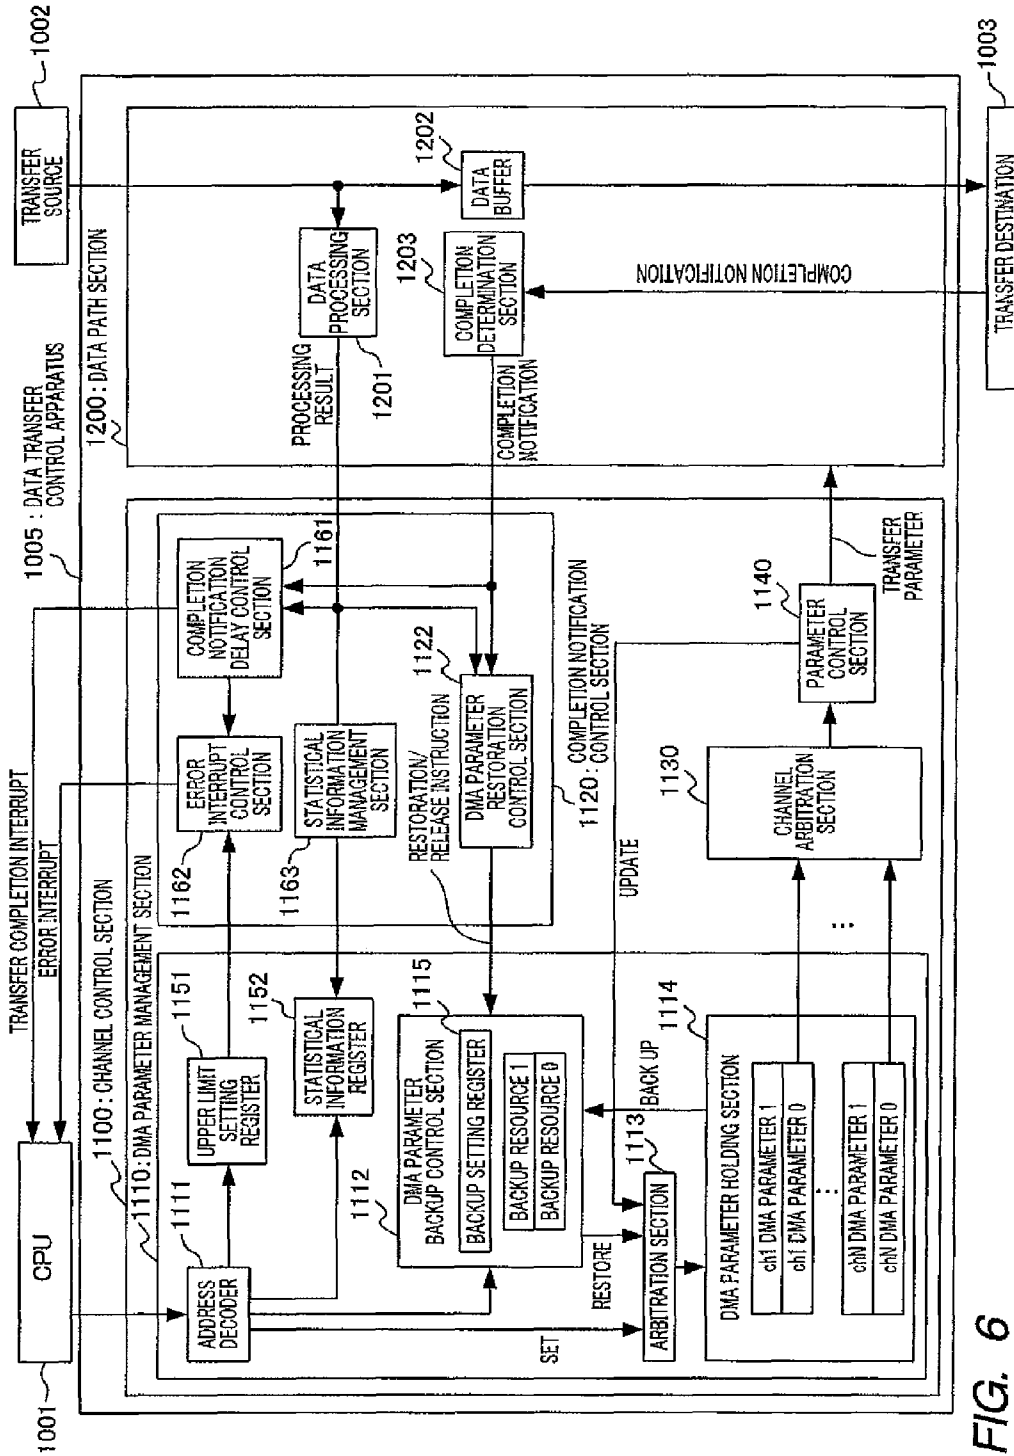 1001
CPU
TRANSFER COMPLETION INTERRUPT
ERROR INTERRUPT
1005 : DATA TRANSFER
CONTROL APPARATUS
TRANSFER
SOURCE
1002
1100 : CHANNEL CONTROL SECTION
1110 : DMA PARAMETER MANAGEMENT SECTION
1200 : DATA PATH SECTION
1111
ADDRESS
DECODER
1151
UPPER LIMIT
SETTING
REGISTER
1162
ERROR
INTERRUPT
CONTROL
SECTION
COMPLETION
NOTIFICATION
DELAY CONTROL
SECTION
1161
1152
STATISTICAL
INFORMATION
REGISTER
1163
STATISTICAL
INFORMATION
MANAGEMENT
SECTION
PROCESSING
RESULT
DATA
PROCESSING
SECTION
1201
1112
DMA PARAMETER
BACKUP CONTROL SECTION
1115
BACKUP SETTING REGISTER
BACKUP RESOURCE 1
BACKUP RESOURCE 0
RESTORATION/
RELEASE INSTRUCTION
1122
DMA PARAMETER
RESTORATION
CONTROL SECTION
COMPLETION
NOTIFICATION
COMPLETION
DETERMINATION
SECTION
1203
DATA
BUFFER
1202
1120 : COMPLETION NOTIFICATION
CONTROL SECTION
SET
RESTORE
BACK UP
UPDATE
1113
ARBITRATION SECTION
COMPLETION NOTIFICATION
1114
DMA PARAMETER HOLDING SECTION
ch1 DMA PARAMETER 1
ch1 DMA PARAMETER 0
...
chN DMA PARAMETER 1
chN DMA PARAMETER 0
...
1130
CHANNEL
ARBITRATION
SECTION
1140
PARAMETER
CONTROL
SECTION
TRANSFER
PARAMETER
TRANSFER DESTINATION
1003
FIG. 6